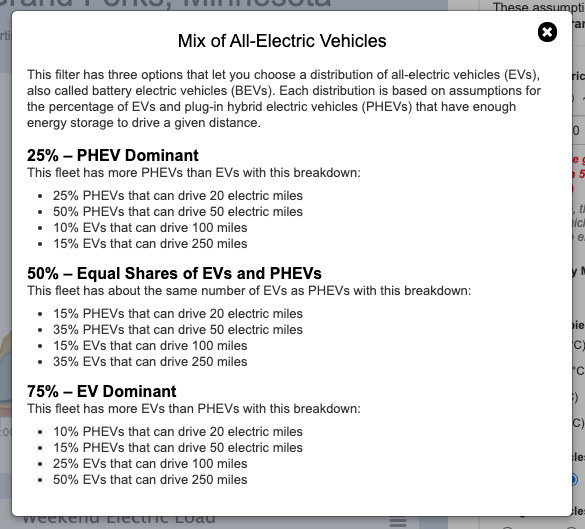 Grand Forks, Minnesota
These assumpti
Mix of All-Electric Vehicles
This filter has three options that let you choose a distribution of all-electric vehicles (EVs),
also called battery electric vehicles (BEVs). Each distribution is based on assumptions for
the percentage of EVs and plug-in hybrid electric vehicles (PHEVs) that have enough
energy storage to drive a given distance.
25% – PHEV Dominant
This fleet has more PHEVs than EVs with this breakdown:
• 25% PHEVs that can drive 20 electric miles
• 50% PHEVs that can drive 50 electric miles
• 10% EVs that can drive 100 miles
• 15% EVs that can drive 250 miles
50% – Equal Shares of EVs and PHEVs
This fleet has about the same number of EVs as PHEVs with this breakdown:
• 15% PHEVs that can drive 20 electric miles
• 35% PHEVs that can drive 50 electric miles
• 15% EVs that can drive 100 miles
• 35% EVs that can drive 250 miles
75% – EV Dominant
This fleet has more EVs than PHEVs with this breakdown:
• 10% PHEVs that can drive 20 electric miles
• 15% PHEVs that can drive 50 electric miles
• 25% EVs that can drive 100 miles
• 50% EVs that can drive 250 miles
Weekend Electric Load